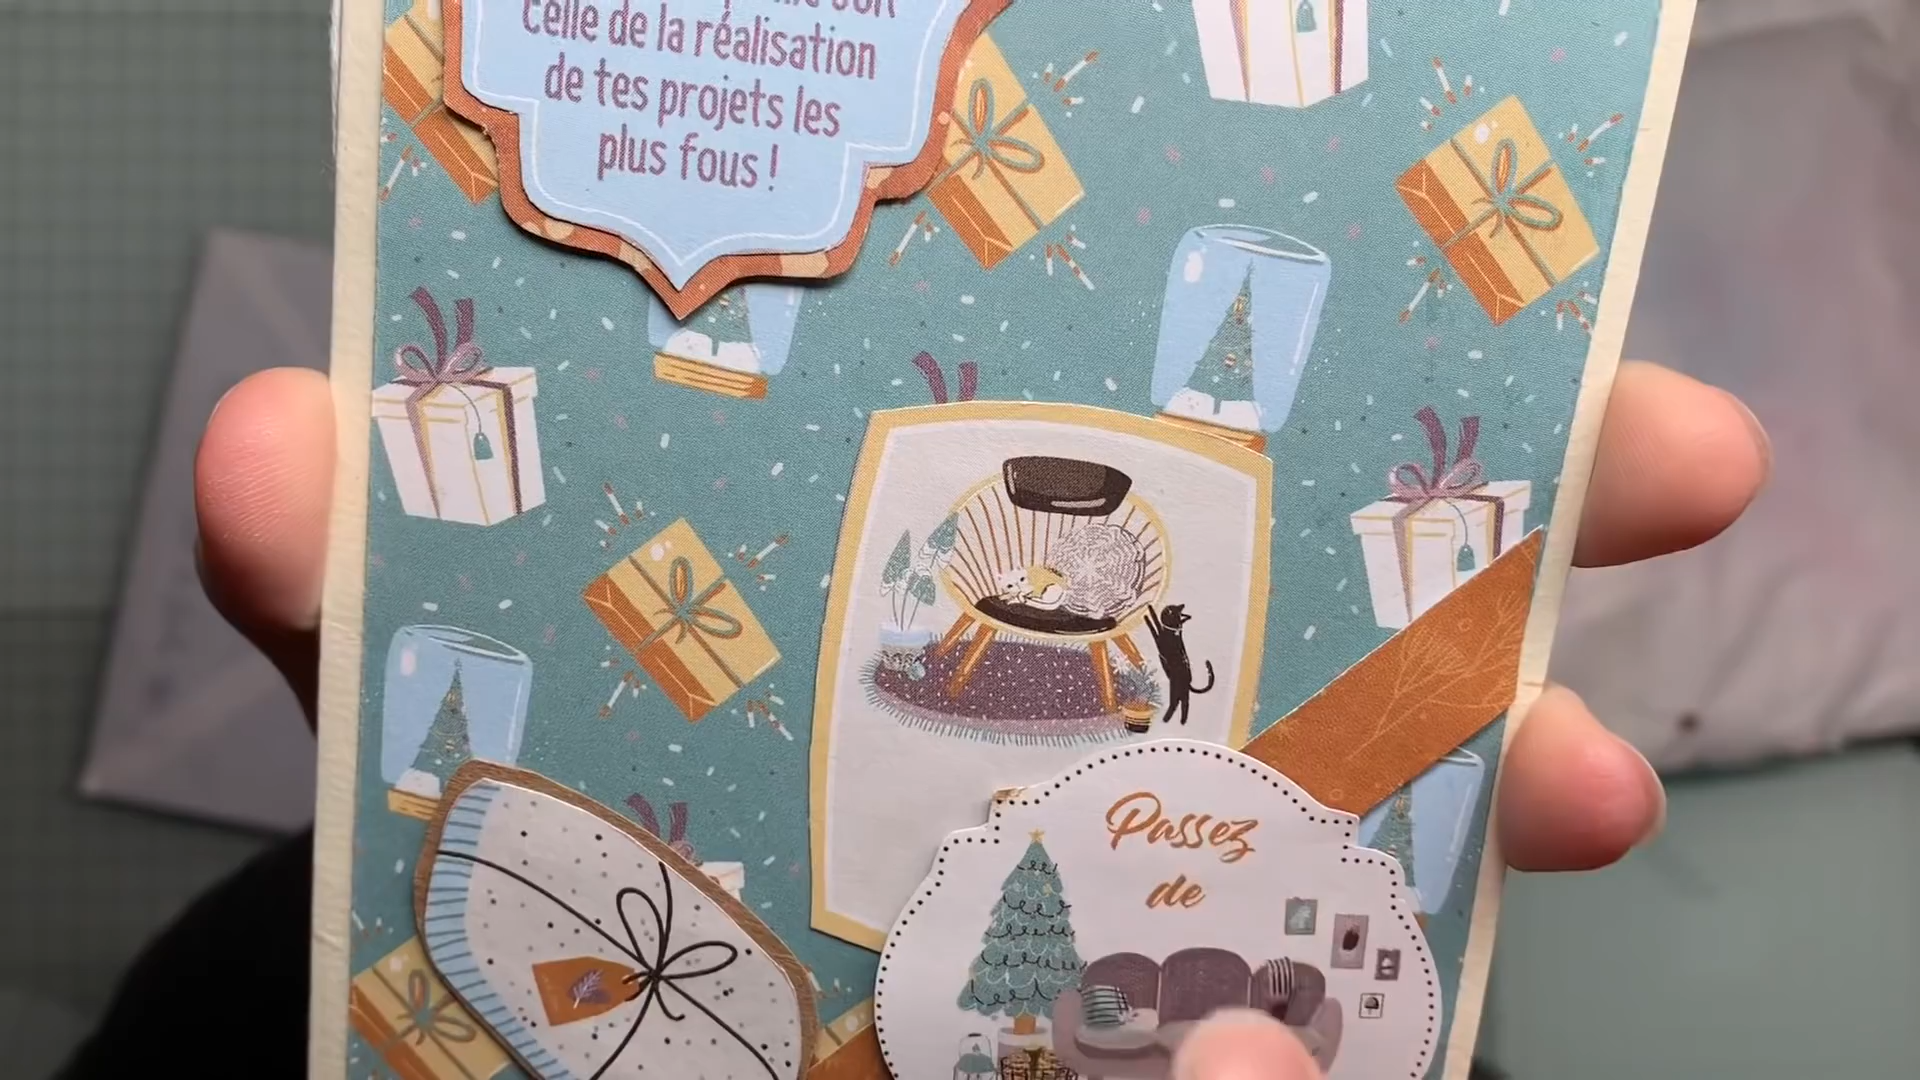 celle de la réalisation
de tes projets les
plus fous !
Passez
de